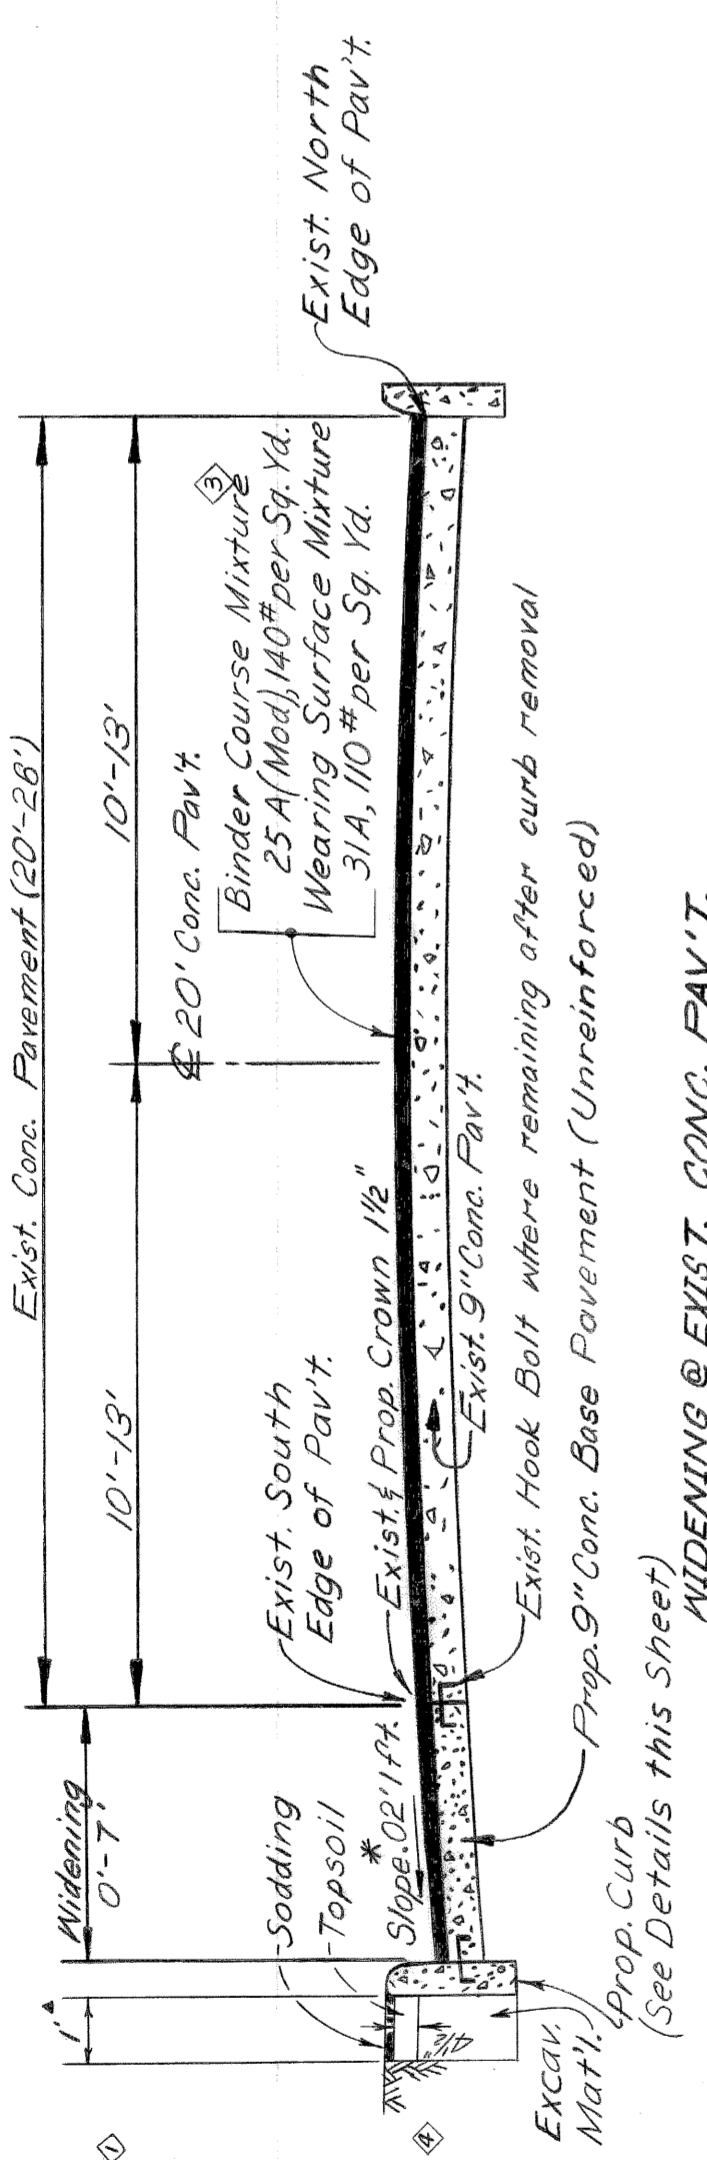 Exist. Conc. Pavement (20'-26')
Widening
0'-7'
10'-13'
10'-13'
1'▲
℄ 20' Conc. Pav't.
Binder Course Mixture
25 A (Mod), 140# per Sq. Yd.
Wearing Surface Mixture
31A, 110# per Sq. Yd.
3
Exist. North
Edge of Pav't.
Exist. South
Edge of Pav't.
Exist. & Prop. Crown 1½"
Sodding
Topsoil
*
Slope .02'/ft.
4½"
1
4
Exist. 9" Conc. Pav't.
Exist. Hook Bolt where remaining after curb removal
Prop. 9" Conc. Base Pavement (Unreinforced)
Excav.
Mat'l.
Prop. Curb
(See Details this Sheet)
WIDENING @ EXIST. CONC. PAV'T.